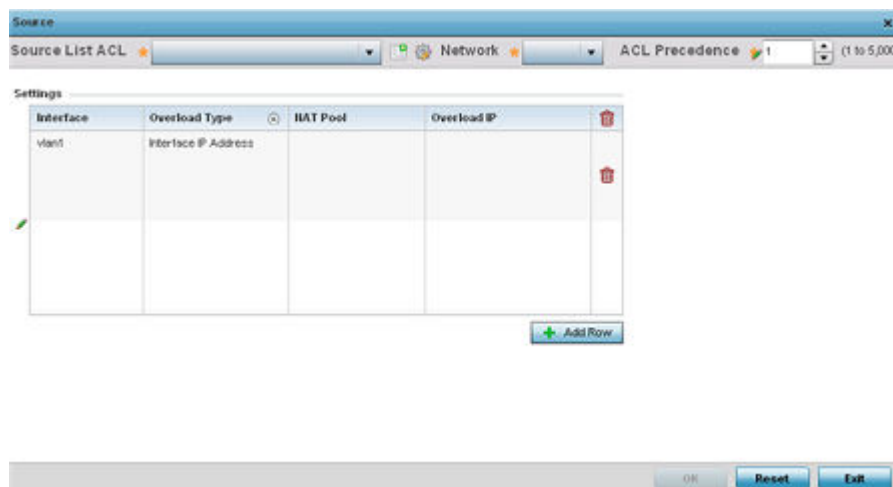 Source
Source List ACL Network ACL Precedence 1 (1 to 5,000
Settings
Interface Overload Type NAT Pool Overload IP
vlan1 Interface IP Address
Add Row
OK Reset Exit